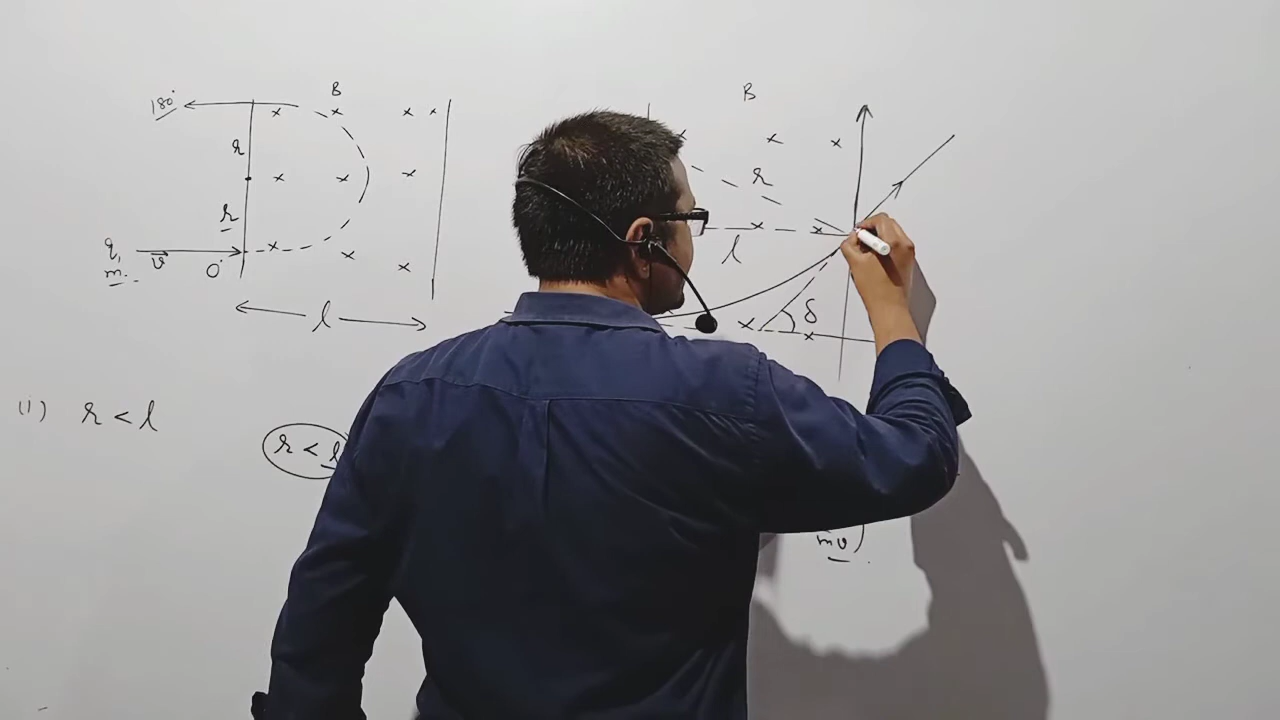 180°
B
× × ×
r
× × ×
r
q,
m.
v
O
× × ×
l
(1) r < l
r < l
B
× × ×
r
× ×
l
× ×
δ
mv)